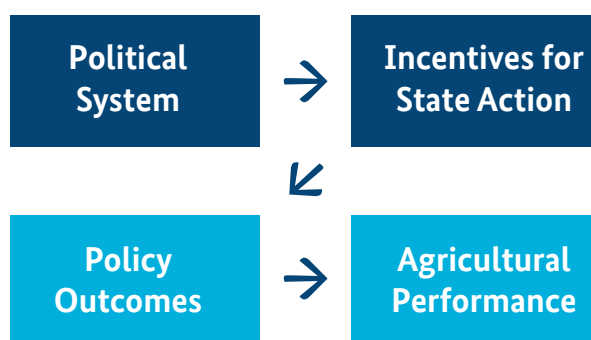 Political
System
Incentives for
State Action
Policy
Outcomes
Agricultural
Performance